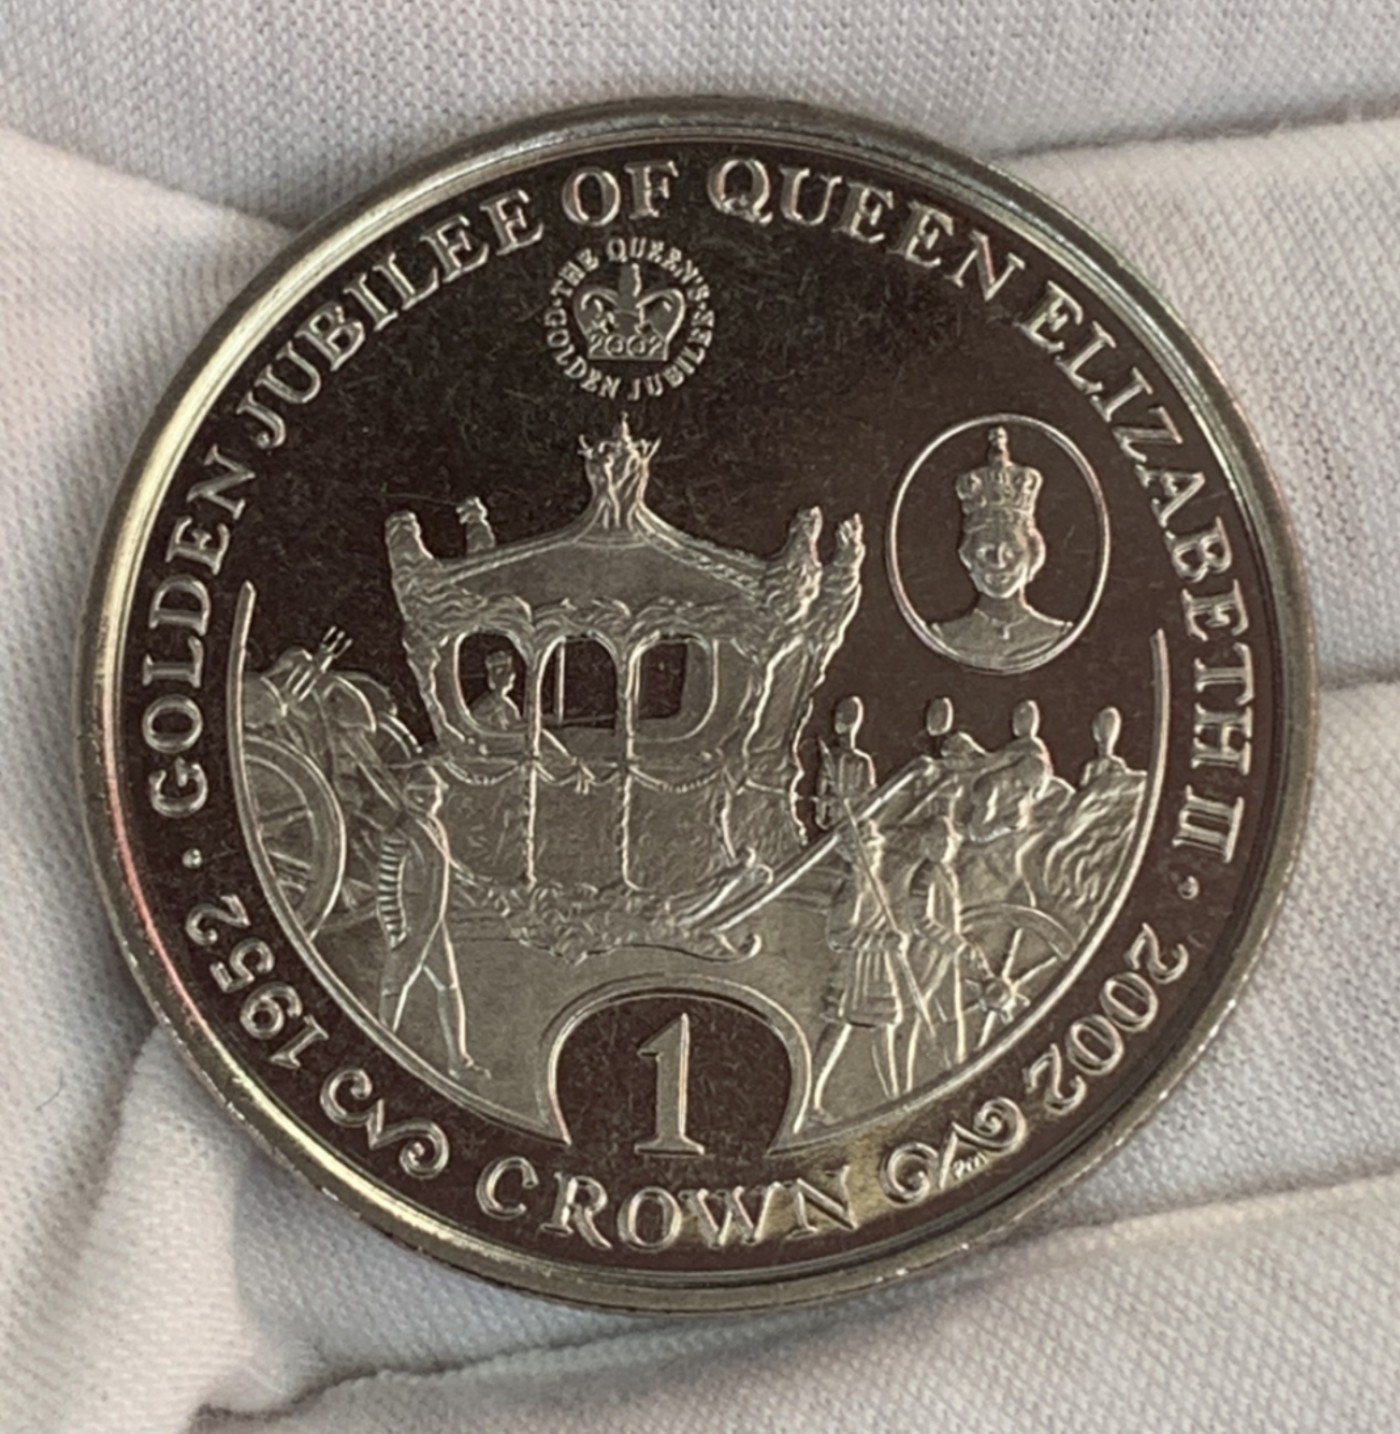 1952 · GOLDEN JUBILEE OF QUEEN ELIZABETH II · 2002
· THE QUEEN'S ·
GOLDEN JUBILEE
2002
1
CROWN